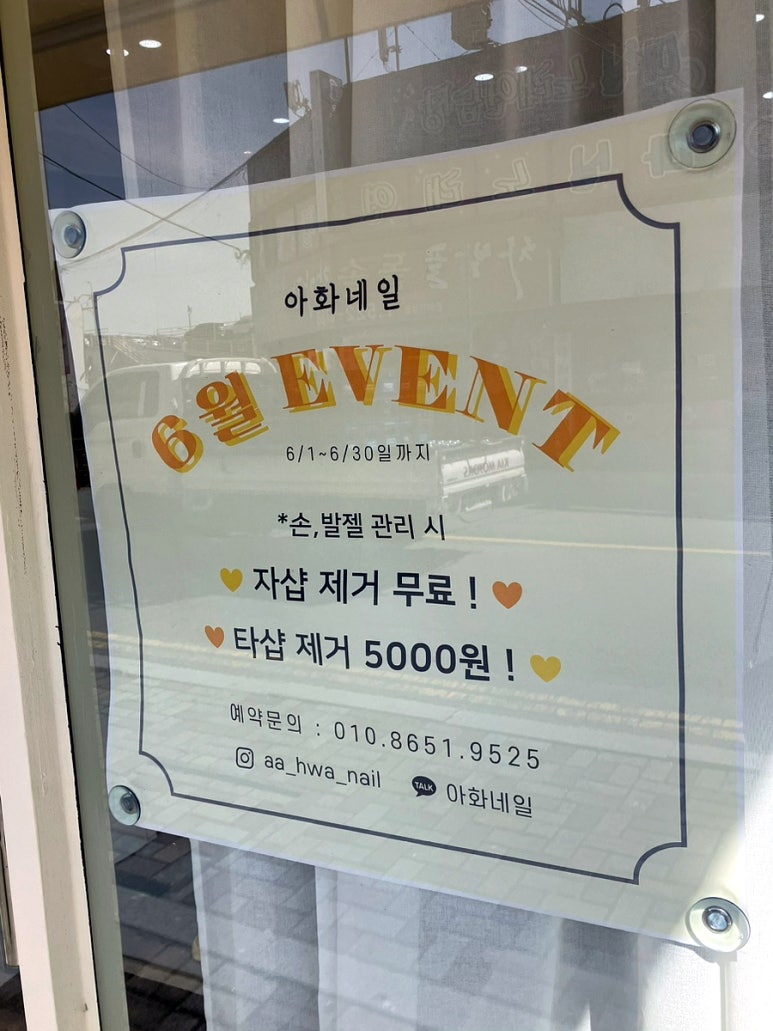 아화네일
6월 EVENT
6/1~6/30일까지
*손,발젤 관리 시
자샵 제거 무료 !
타샵 제거 5000원 !
예약문의 : 010.8651.9525
aa_hwa_nail
TALK 아화네일
KIA MOTORS